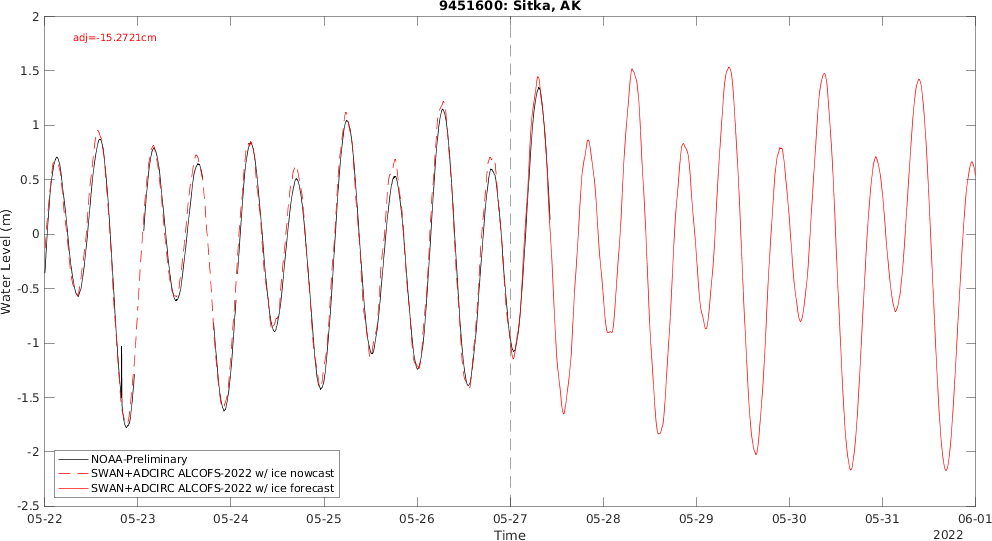 9451600: Sitka, AK
adj=-15.2721cm
Water Level (m)
2
1.5
1
0.5
0
-0.5
-1
-1.5
-2
-2.5
NOAA-Preliminary
SWAN+ADCIRC ALCOFS-2022 w/ ice nowcast
SWAN+ADCIRC ALCOFS-2022 w/ ice forecast
05-22 05-23 05-24 05-25 05-26 05-27 05-28 05-29 05-30 05-31 06-01
Time
2022